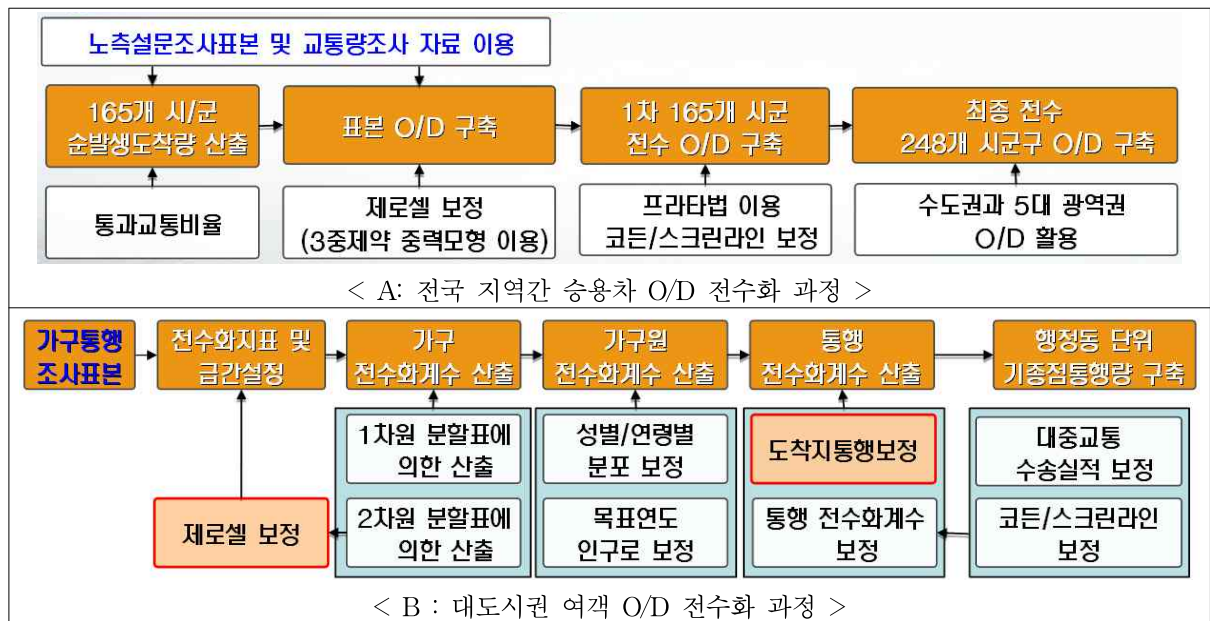 노측설문조사표본 및 교통량조사 자료 이용
165개 시/군
순발생도착량 산출
표본 O/D 구축
1차 165개 시군
전수 O/D 구축
최종 전수
248개 시군구 O/D 구축
통과교통비율
제로셀 보정
(3중제약 중력모형 이용)
프라타법 이용
코든/스크린라인 보정
수도권과 5대 광역권
O/D 활용
< A: 전국 지역간 승용차 O/D 전수화 과정 >
가구통행
조사표본
전수화지표 및
급간설정
가구
전수화계수 산출
가구원
전수화계수 산출
통행
전수화계수 산출
행정동 단위
기종점통행량 구축
1차원 분할표에
의한 산출
성별/연령별
분포 보정
도착지통행보정
대중교통
수송실적 보정
제로셀 보정
2차원 분할표에
의한 산출
목표연도
인구로 보정
통행 전수화계수
보정
코든/스크린라인
보정
< B : 대도시권 여객 O/D 전수화 과정 >